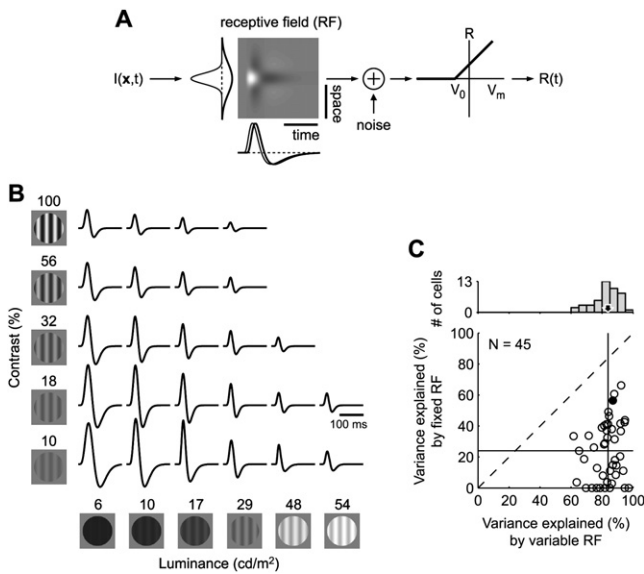 A
receptive field (RF)
I(x,t)
space
time
noise
R
V0
Vm
R(t)
B
Contrast (%)
100
56
32
18
10
100 ms
6 10 17 29 48 54
Luminance (cd/m²)
C
# of cells
13
0
Variance explained (%)
by fixed RF
N = 45
100
80
60
40
20
0
0 20 40 60 80 100
Variance explained (%)
by variable RF